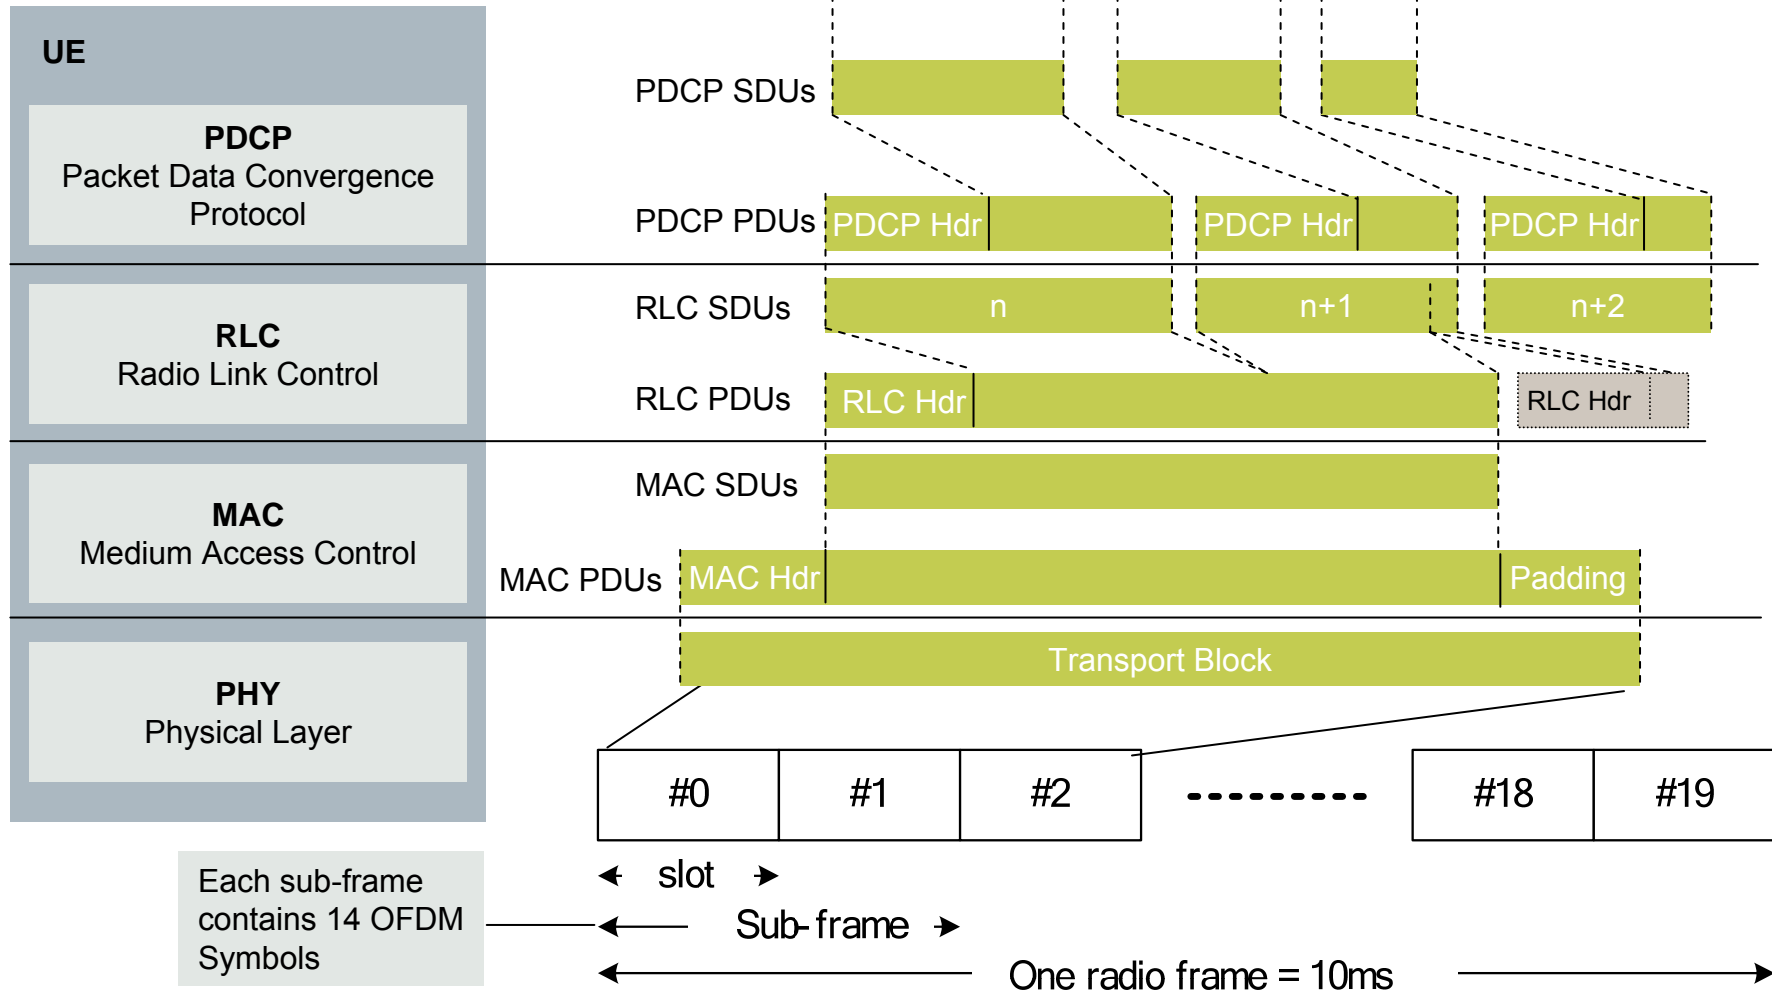 UE
PDCP
Packet Data Convergence
Protocol
RLC
Radio Link Control
MAC
Medium Access Control
PHY
Physical Layer
Each sub-frame
contains 14 OFDM
Symbols
PDCP SDUs
PDCP PDUs PDCP Hdr PDCP Hdr PDCP Hdr
RLC SDUs n n+1 n+2
RLC PDUs RLC Hdr RLC Hdr
MAC SDUs
MAC PDUs MAC Hdr Padding
Transport Block
#0 #1 #2 #18 #19
slot
Sub-frame
One radio frame = 10ms